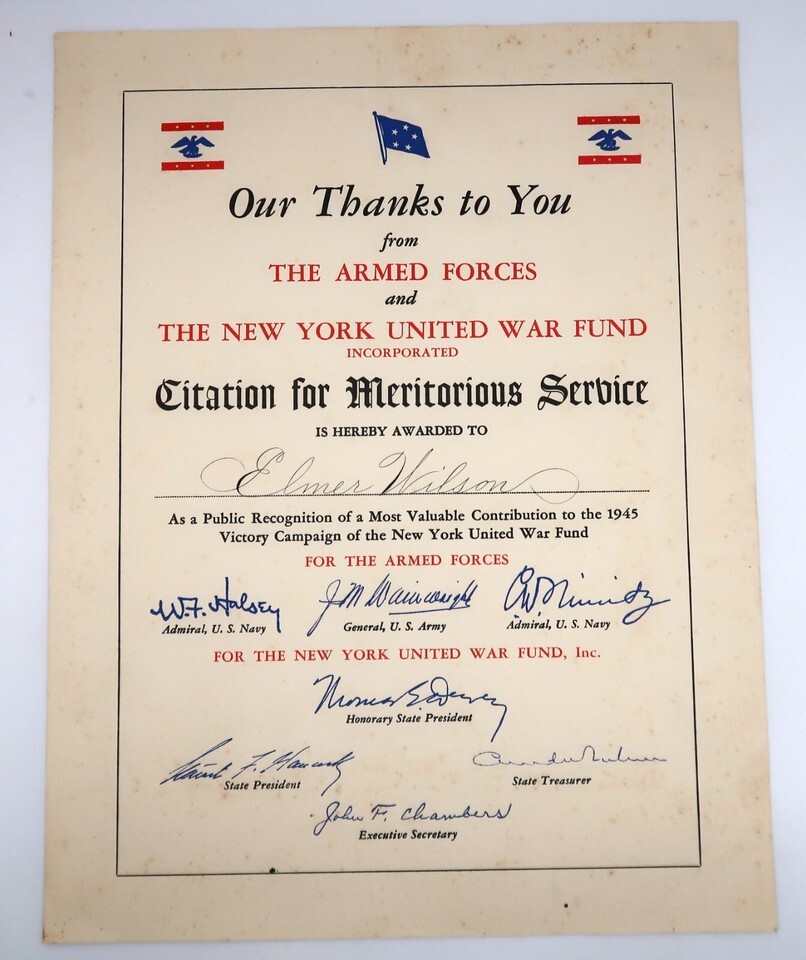 Our Thanks to You
from
THE ARMED FORCES
and
THE NEW YORK UNITED WAR FUND
INCORPORATED
Citation for Meritorious Service
IS HEREBY AWARDED TO
Elmer Wilson
As a Public Recognition of a Most Valuable Contribution to the 1945
Victory Campaign of the New York United War Fund
FOR THE ARMED FORCES
W.F. Halsey JM Wainwright CW Nimitz
Admiral, U. S. Navy General, U. S. Army Admiral, U. S. Navy
FOR THE NEW YORK UNITED WAR FUND, Inc.
Thomas E. Dewey
Honorary State President
F. Hancock
State President State Treasurer
John F. Chambers
Executive Secretary